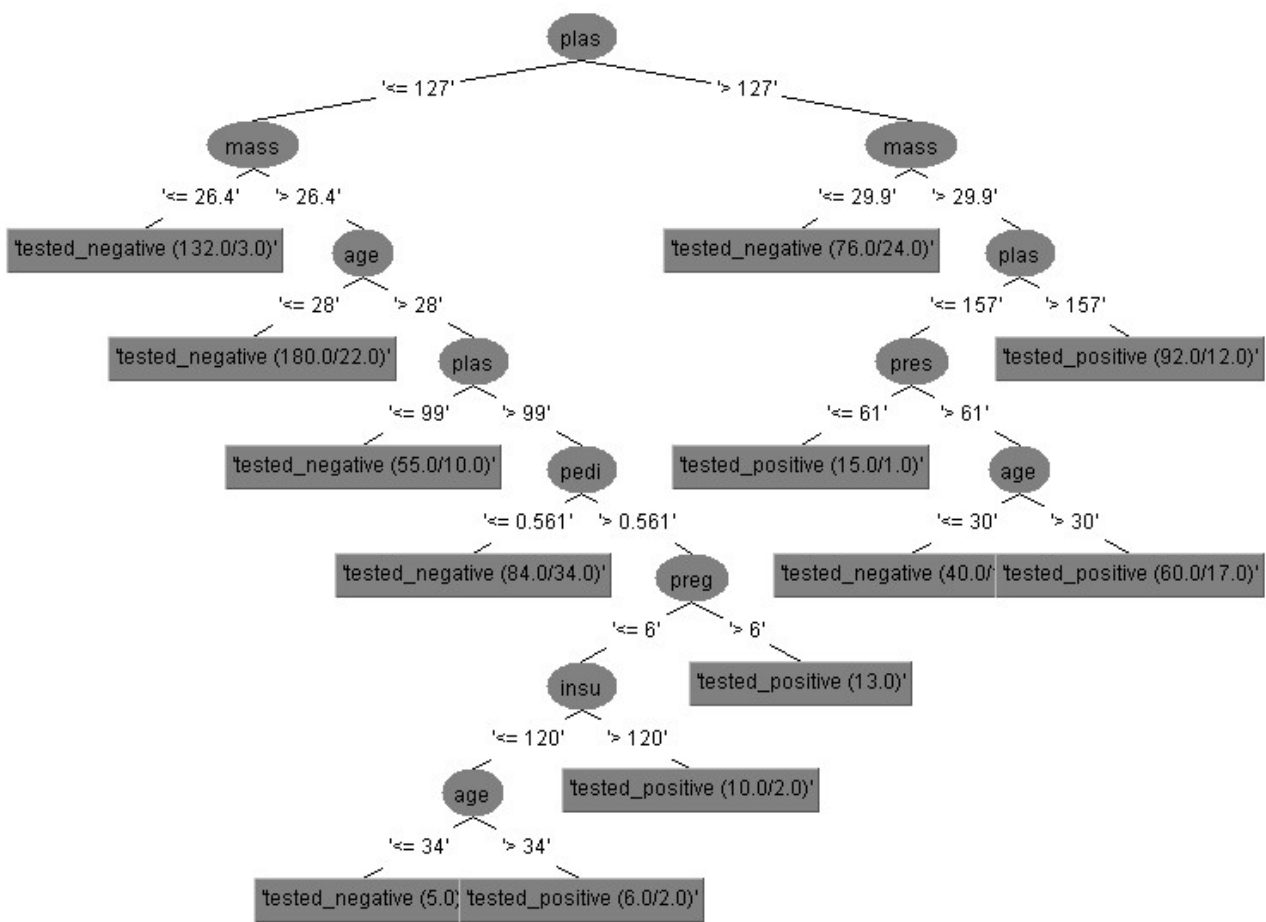 plas
'<= 127' '> 127'
mass mass
'<= 26.4' '> 26.4' '<= 29.9' '> 29.9'
'tested_negative (132.0/3.0)' age 'tested_negative (76.0/24.0)' plas
'<= 28' '> 28' '<= 157' '> 157'
'tested_negative (180.0/22.0)' plas pres 'tested_positive (92.0/12.0)'
'<= 99' '> 99' '<= 61' '> 61'
'tested_negative (55.0/10.0)' pedi 'tested_positive (15.0/1.0)' age
'<= 0.561' '> 0.561' '<= 30' '> 30'
'tested_negative (84.0/34.0)' preg 'tested_negative (40.0/ 'tested_positive (60.0/17.0)'
'<= 6' '> 6'
insu 'tested_positive (13.0)'
'<= 120' '> 120'
age 'tested_positive (10.0/2.0)'
'<= 34' '> 34'
'tested_negative (5.0) 'tested_positive (6.0/2.0)'